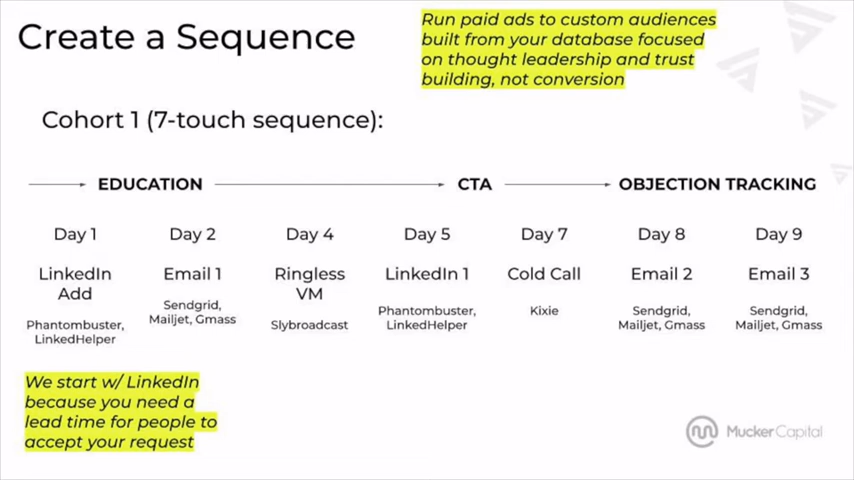 Create a Sequence
Run paid ads to custom audiences
built from your database focused
on thought leadership and trust
building, not conversion
Cohort 1 (7-touch sequence):
EDUCATION
CTA
OBJECTION TRACKING
Day 1
Day 2
Day 4
Day 5
Day 7
Day 8
Day 9
LinkedIn
Add
Phantombuster,
LinkedHelper
Email 1
Sendgrid,
Mailjet, Gmass
Ringless
VM
Slybroadcast
LinkedIn 1
Phantombuster,
LinkedHelper
Cold Call
Kixie
Email 2
Sendgrid,
Mailjet, Gmass
Email 3
Sendgrid,
Mailjet, Gmass
We start w/ LinkedIn
because you need a
lead time for people to
accept your request
MuckerCapital